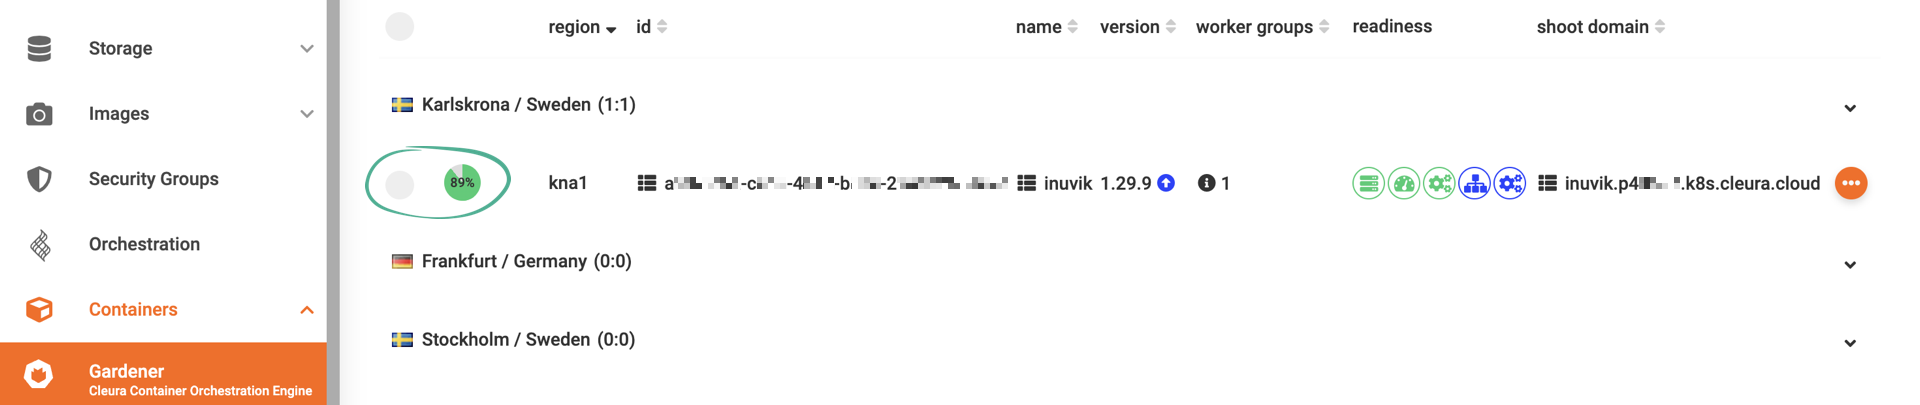 region id name version worker groups readiness shoot domain
Storage
Images
Security Groups
Orchestration
Containers
Gardener
Cleura Container Orchestration Engine
Karlskrona / Sweden (1:1)
89% kna1 inuvik 1.29.9 1 inuvik.p4 .k8s.cleura.cloud
Frankfurt / Germany (0:0)
Stockholm / Sweden (0:0)